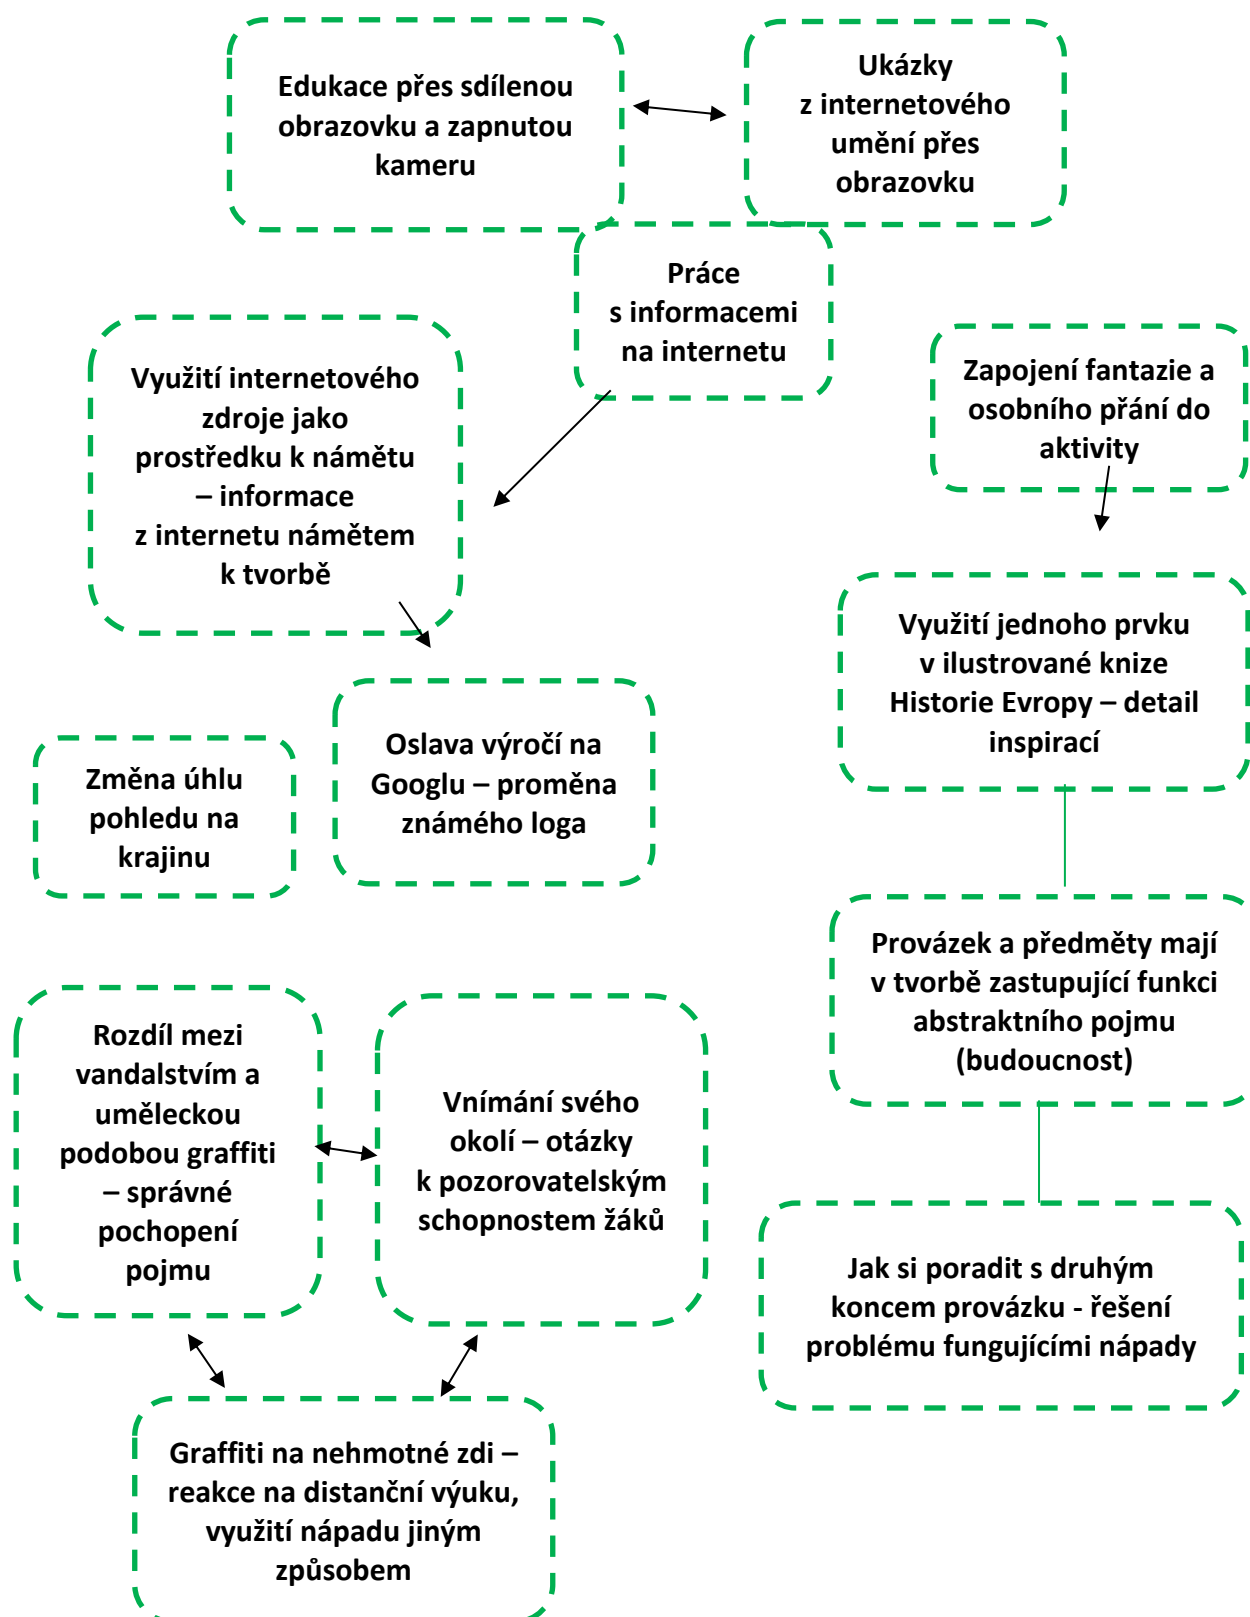 Edukace přes sdílenou
obrazovku a zapnutou
kameru
Ukázky
z internetového
umění přes
obrazovku
Práce
s informacemi
na internetu
Využití internetového
zdroje jako
prostředku k námětu
– informace
z internetu námětem
k tvorbě
Zapojení fantazie a
osobního přání do
aktivity
Využití jednoho prvku
v ilustrované knize
Historie Evropy – detail
inspirací
Oslava výročí na
Googlu – proměna
známého loga
Změna úhlu
pohledu na
krajinu
Provázek a předměty mají
v tvorbě zastupující funkci
abstraktního pojmu
(budoucnost)
Rozdíl mezi
vandalstvím a
uměleckou
podobou graffiti
– správné
pochopení
pojmu
Vnímání svého
okolí – otázky
k pozorovatelským
schopnostem žáků
Jak si poradit s druhým
koncem provázku - řešení
problému fungujícími nápady
Graffiti na nehmotné zdi –
reakce na distanční výuku,
využití nápadu jiným
způsobem